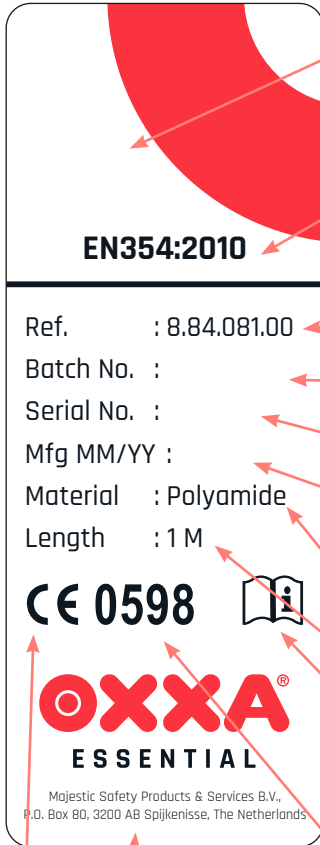 EN354:2010
Ref. : 8.84.081.00
Batch No. :
Serial No. :
Mfg MM/YY :
Material : Polyamide
Length : 1 M
CE 0598
i
OXXA®
ESSENTIAL
Majestic Safety Products & Services B.V.,
P.O. Box 80, 3200 AB Spijkenisse, The Netherlands